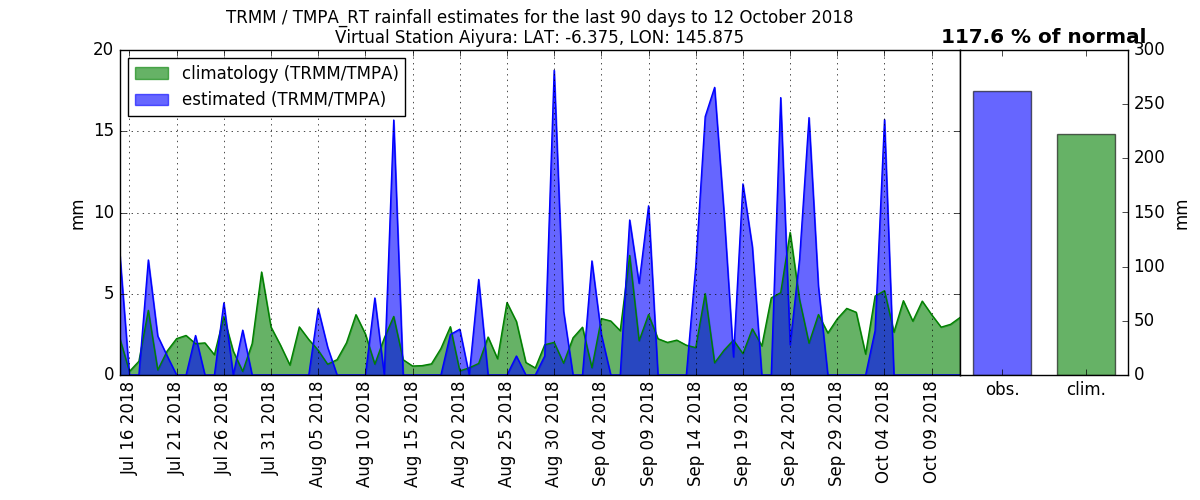 TRMM / TMPA_RT rainfall estimates for the last 90 days to 12 October 2018
Virtual Station Aiyura: LAT: -6.375, LON: 145.875
117.6 % of normal
climatology (TRMM/TMPA)
estimated (TRMM/TMPA)
20
15
10
5
0
mm
Jul 16 2018
Jul 21 2018
Jul 26 2018
Jul 31 2018
Aug 05 2018
Aug 10 2018
Aug 15 2018
Aug 20 2018
Aug 25 2018
Aug 30 2018
Sep 04 2018
Sep 09 2018
Sep 14 2018
Sep 19 2018
Sep 24 2018
Sep 29 2018
Oct 04 2018
Oct 09 2018
obs.
clim.
300
250
200
150
100
50
0
mm